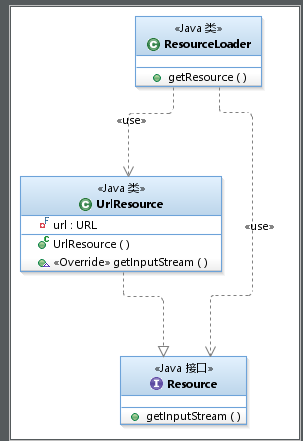 «Java 类»
ResourceLoader
getResource ( )
«use»
«Java 类»
UrlResource
url : URL
UrlResource ( )
«Override» getInputStream ( )
«use»
«Java 接口»
Resource
getInputStream ( )